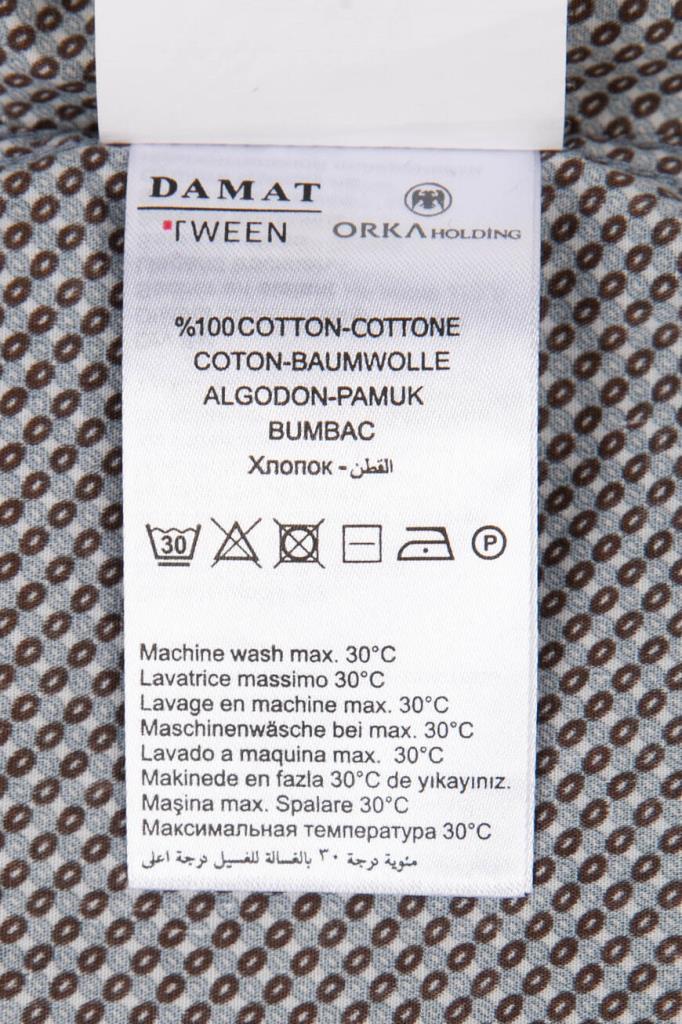 DAMAT
TWEEN
ORKA HOLDING
%100 COTTON-COTTONE
COTON-BAUMWOLLE
ALGODON-PAMUK
BUMBAC
Хлопок - القطن
30
P
Machine wash max. 30°C
Lavatrice massimo 30°C
Lavage en machine max. 30°C
Maschinenwäsche bei max. 30°C
Lavado a maquina max. 30°C
Makinede en fazla 30°C de yıkayınız.
Maşina max. Spalare 30°C
Максимальная температура 30°C
مئوية درجة ٣٠ بالغسالة للغسيل درجة اعلى